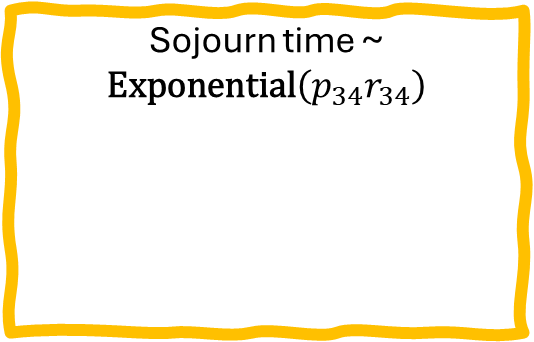 Sojourn time ~
Exponential(𝑝₃₄𝑟₃₄)